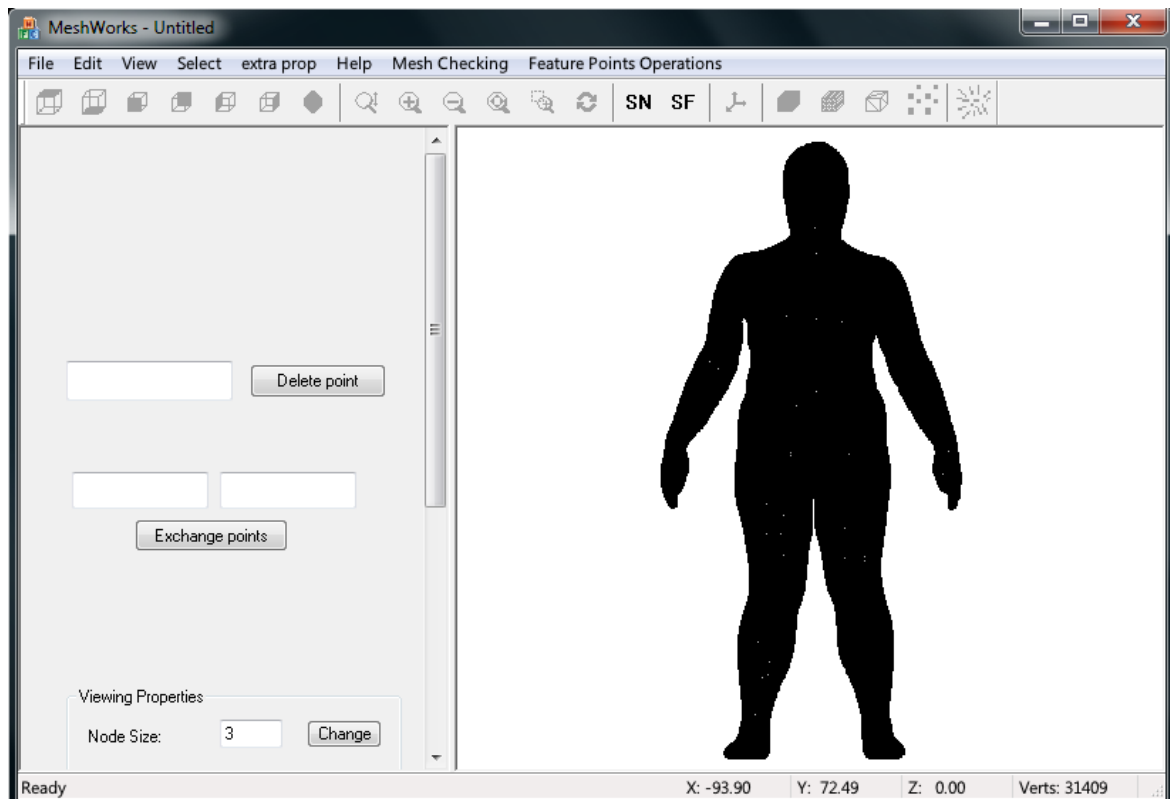 MeshWorks - Untitled
File Edit View Select extra prop Help Mesh Checking Feature Points Operations
SN SF
Delete point
Exchange points
Viewing Properties
Node Size: 3 Change
Ready X: -93.90 Y: 72.49 Z: 0.00 Verts: 31409